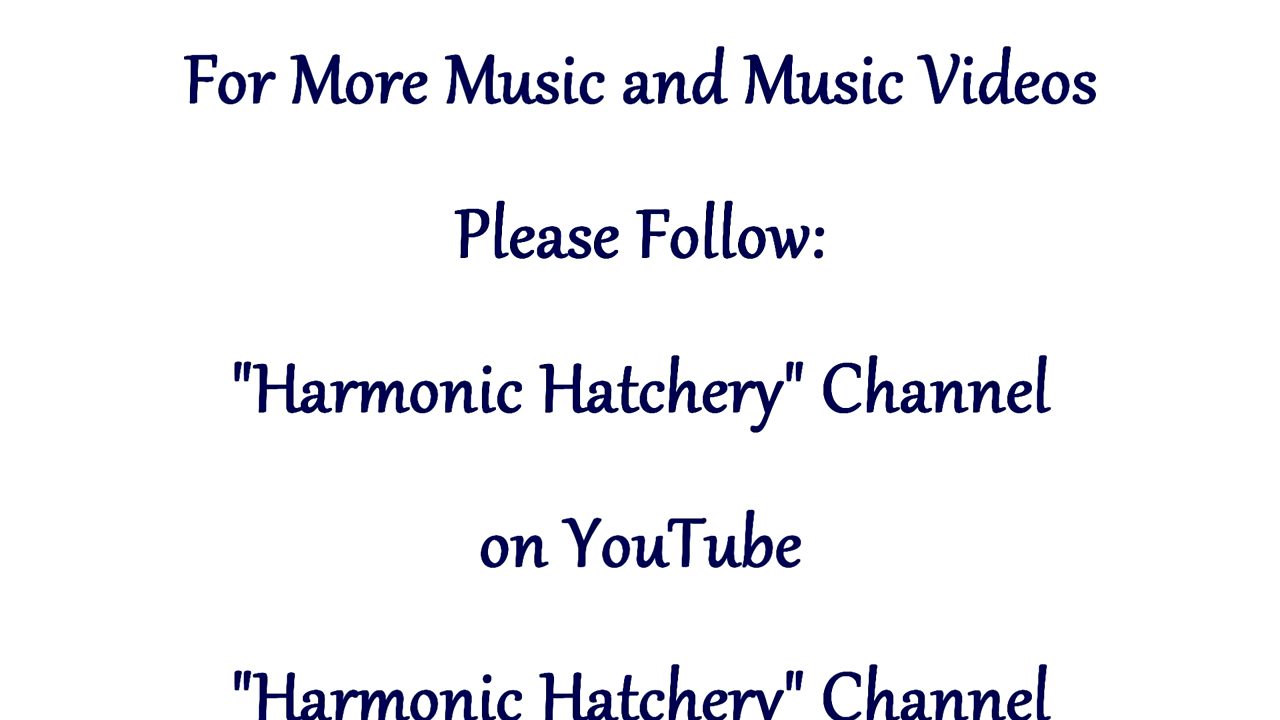 For More Music and Music Videos
Please Follow:
"Harmonic Hatchery" Channel
on YouTube
"Harmonic Hatchery" Channel